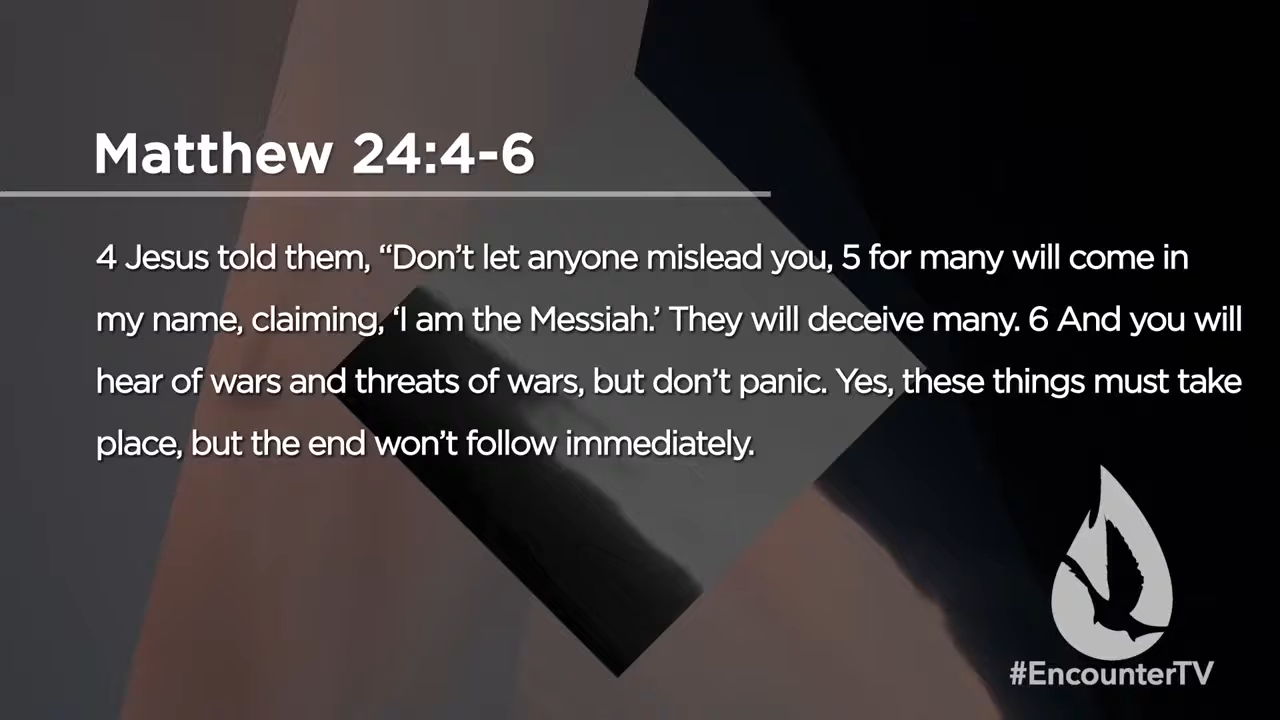 Matthew 24:4-6
4 Jesus told them, “Don’t let anyone mislead you, 5 for many will come in
my name, claiming, ‘I am the Messiah.’ They will deceive many. 6 And you will
hear of wars and threats of wars, but don’t panic. Yes, these things must take
place, but the end won’t follow immediately.
#EncounterTV